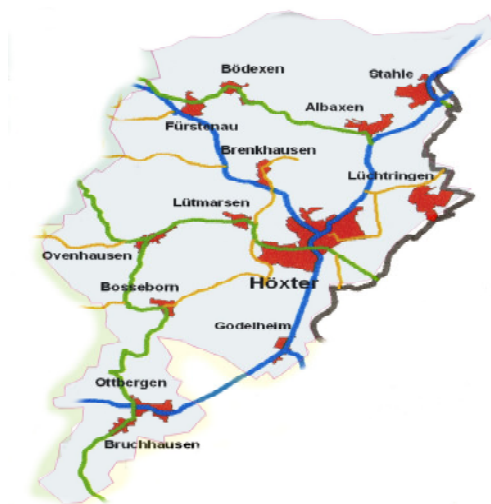 Bödexen
Stahle
Albaxen
Fürstenau
Brenkhausen
Lüchtringen
Lütmarsen
Ovenhausen
Bosseborn
Höxter
Godelheim
Ottbergen
Bruchhausen